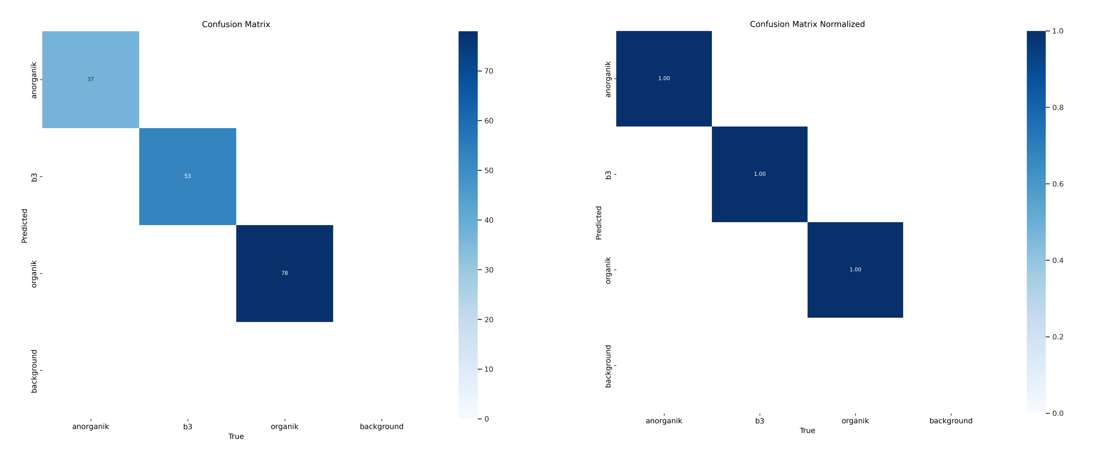 Confusion Matrix
anorganik
b3
organik
background
Predicted
37
53
78
anorganik
b3
organik
background
True
70
60
50
40
30
20
10
0
Confusion Matrix Normalized
anorganik
b3
organik
background
Predicted
1.00
1.00
1.00
anorganik
b3
organik
background
True
1.0
0.8
0.6
0.4
0.2
0.0